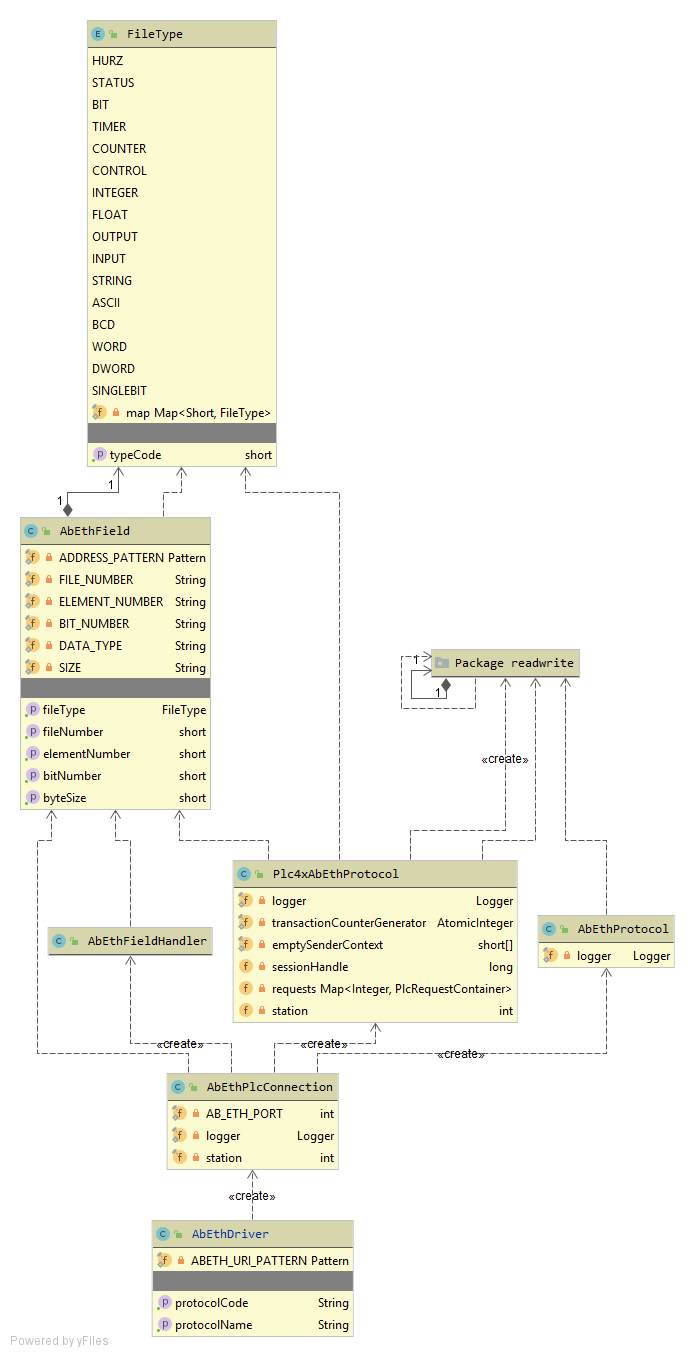 E FileType
HURZ
STATUS
BIT
TIMER
COUNTER
CONTROL
INTEGER
FLOAT
OUTPUT
INPUT
STRING
ASCII
BCD
WORD
DWORD
SINGLEBIT
f map Map<Short, FileType>
p typeCode short
1
1
C AbEthField
f ADDRESS_PATTERN Pattern
f FILE_NUMBER String
f ELEMENT_NUMBER String
f BIT_NUMBER String
f DATA_TYPE String
f SIZE String
p fileType FileType
p fileNumber short
p elementNumber short
p bitNumber short
p byteSize short
1
Package readwrite
1
«create»
C Plc4xAbEthProtocol
f logger Logger
f transactionCounterGenerator AtomicInteger
f emptySenderContext short[]
f sessionHandle long
f requests Map<Integer, PlcRequestContainer>
f station int
C AbEthFieldHandler
C AbEthProtocol
f logger Logger
«create»
«create»
«create»
C AbEthPlcConnection
f AB_ETH_PORT int
f logger Logger
f station int
«create»
C AbEthDriver
f ABETH_URI_PATTERN Pattern
p protocolCode String
p protocolName String
Powered by yFiles